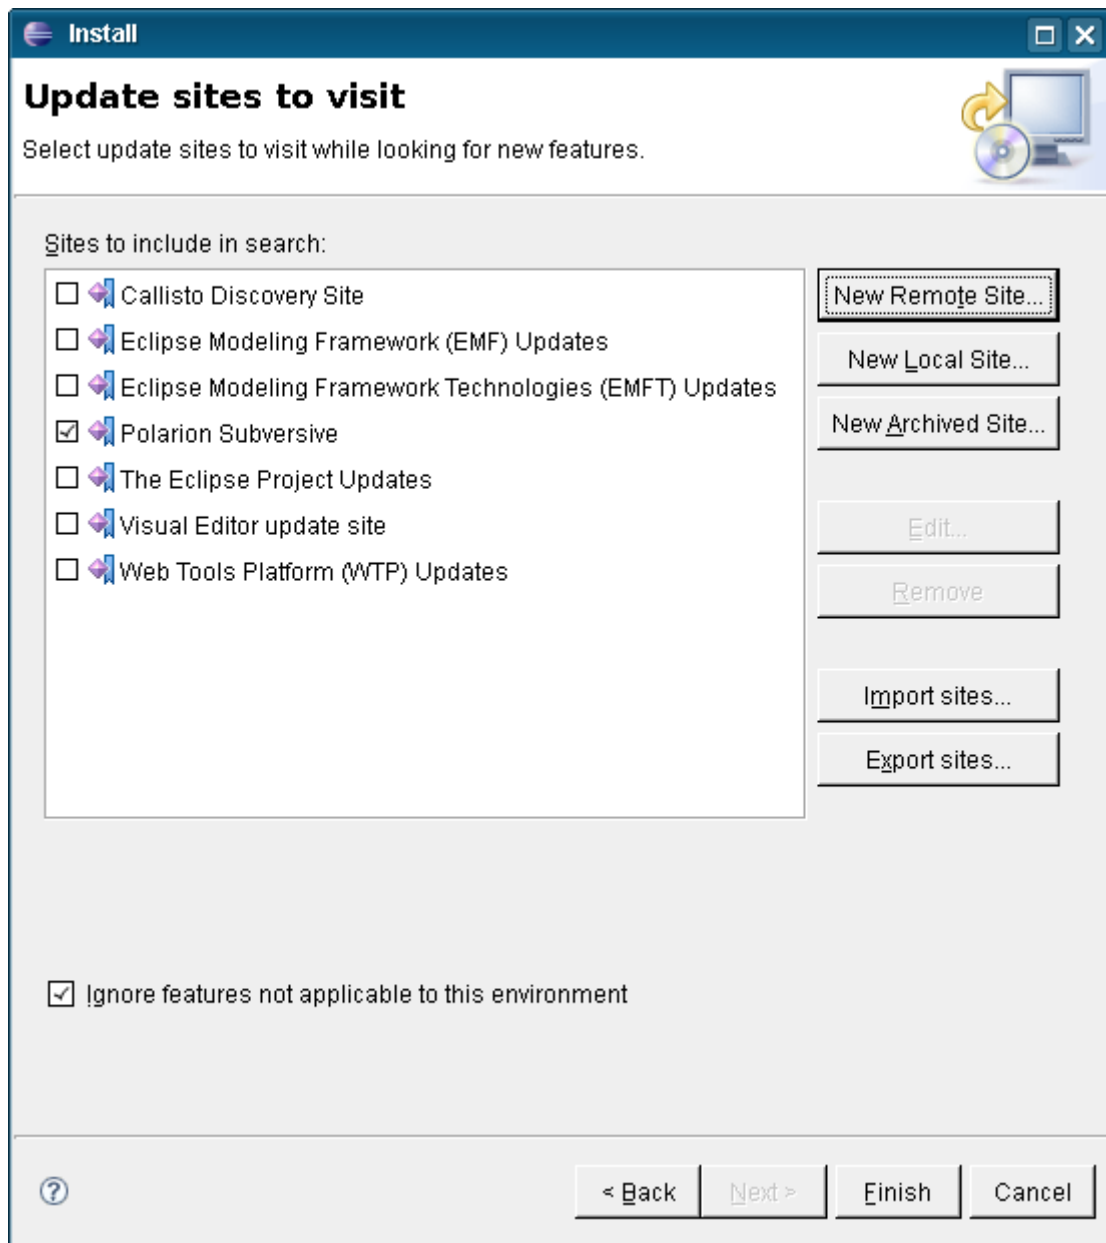 Install
Update sites to visit
Select update sites to visit while looking for new features.
Sites to include in search:
Callisto Discovery Site
Eclipse Modeling Framework (EMF) Updates
Eclipse Modeling Framework Technologies (EMFT) Updates
Polarion Subversive
The Eclipse Project Updates
Visual Editor update site
Web Tools Platform (WTP) Updates
New Remote Site...
New Local Site...
New Archived Site...
Edit...
Remove
Import sites...
Export sites...
Ignore features not applicable to this environment
?
< Back
Next >
Finish
Cancel